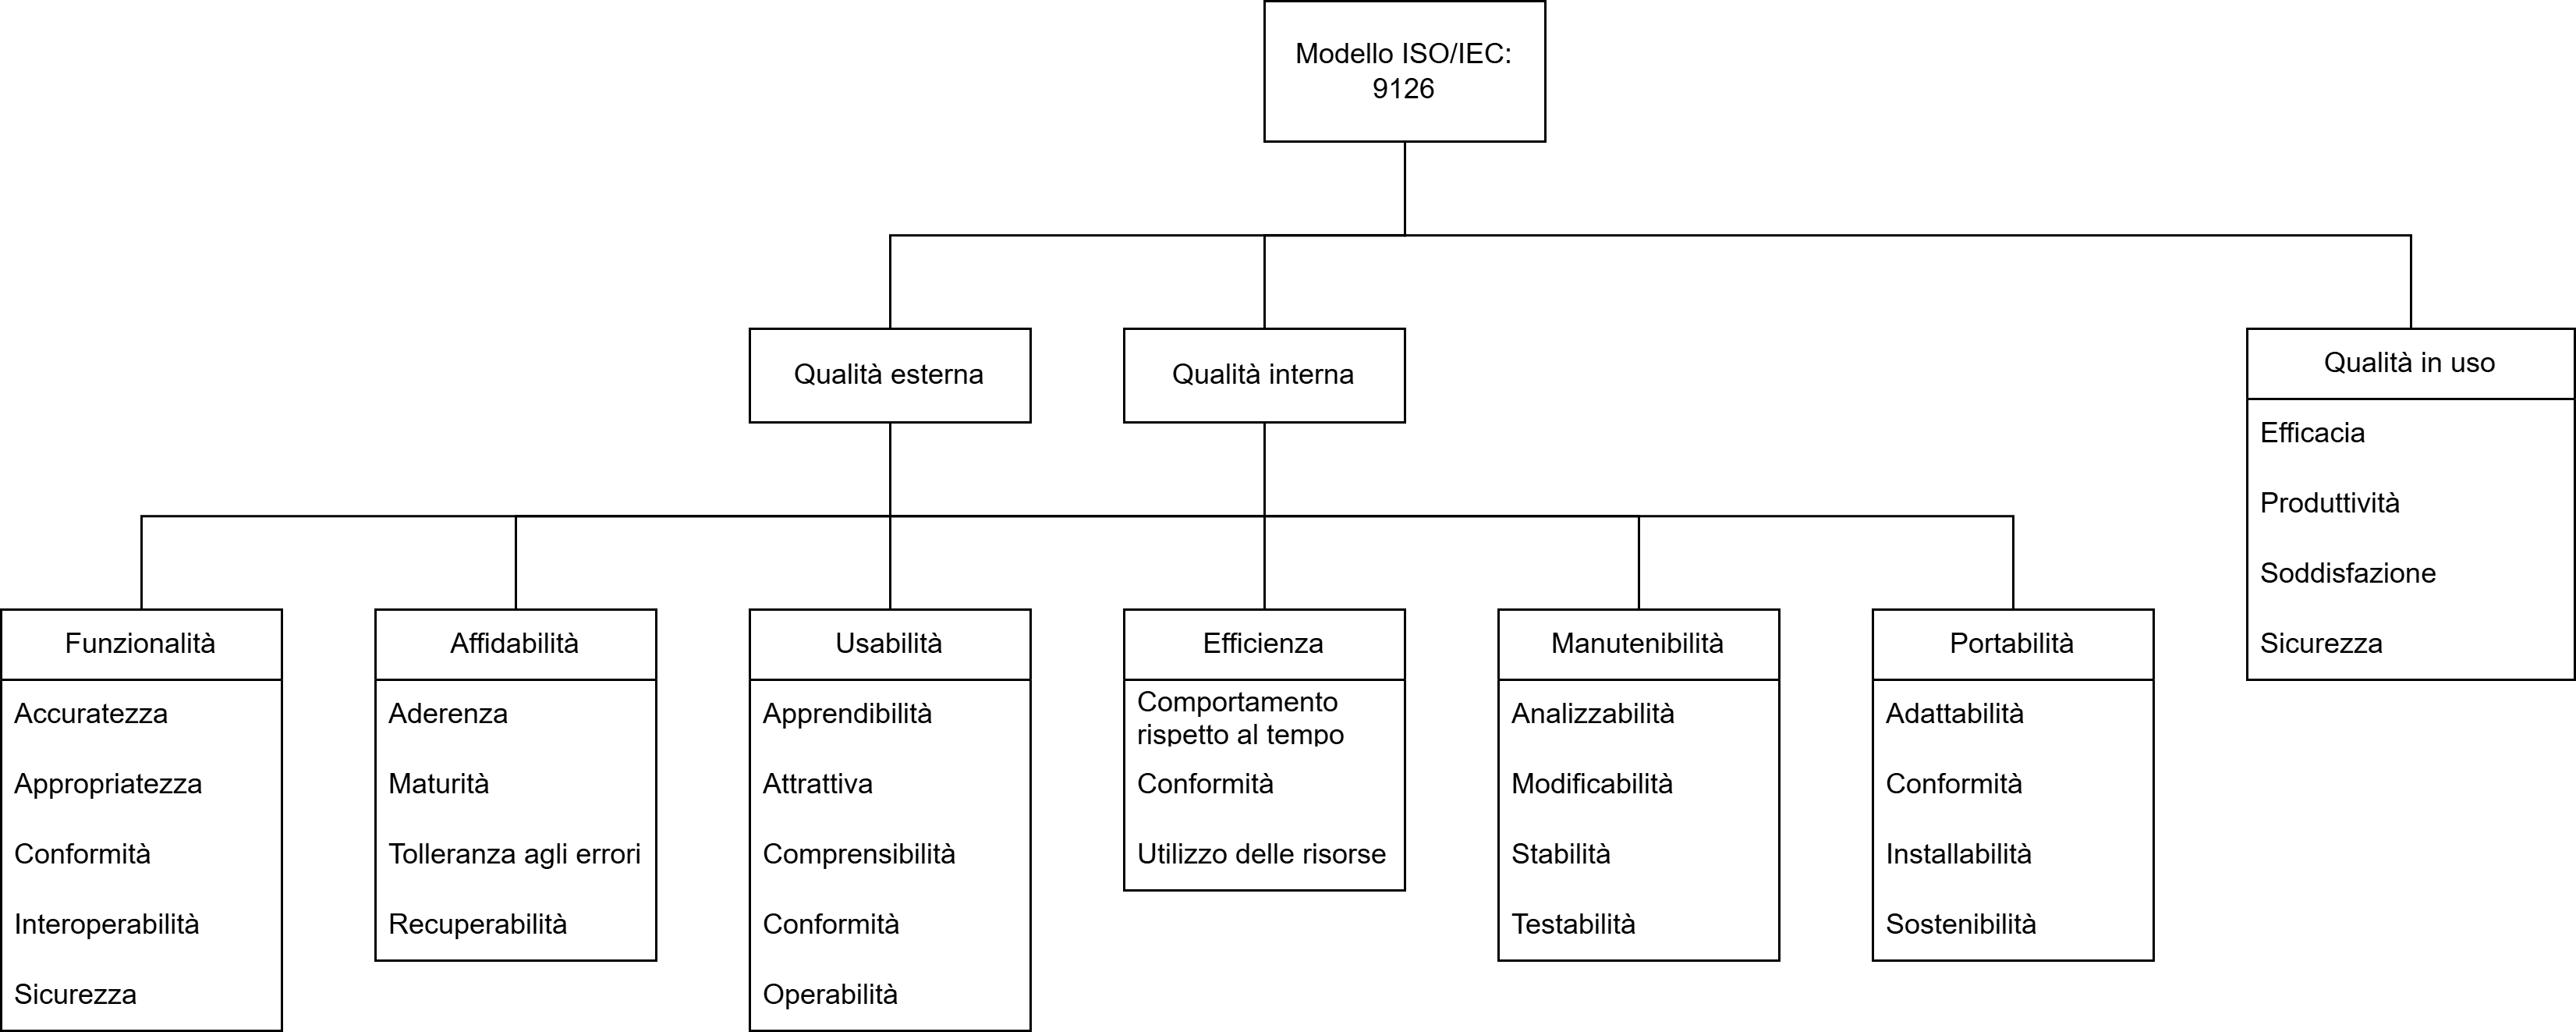 Modello ISO/IEC:
9126
Qualità esterna
Qualità interna
Qualità in uso
Efficacia
Produttività
Soddisfazione
Sicurezza
Funzionalità
Accuratezza
Appropriatezza
Conformità
Interoperabilità
Sicurezza
Affidabilità
Aderenza
Maturità
Tolleranza agli errori
Recuperabilità
Usabilità
Apprendibilità
Attrattiva
Comprensibilità
Conformità
Operabilità
Efficienza
Comportamento
rispetto al tempo
Conformità
Utilizzo delle risorse
Manutenibilità
Analizzabilità
Modificabilità
Stabilità
Testabilità
Portabilità
Adattabilità
Conformità
Installabilità
Sostenibilità